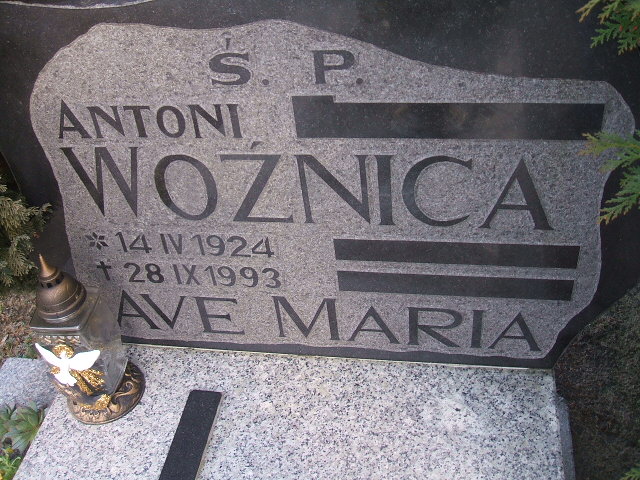 Ś. P.
ANTONI
WOŹNICA
* 14 IV 1924
+ 28 IX 1993
AVE MARIA